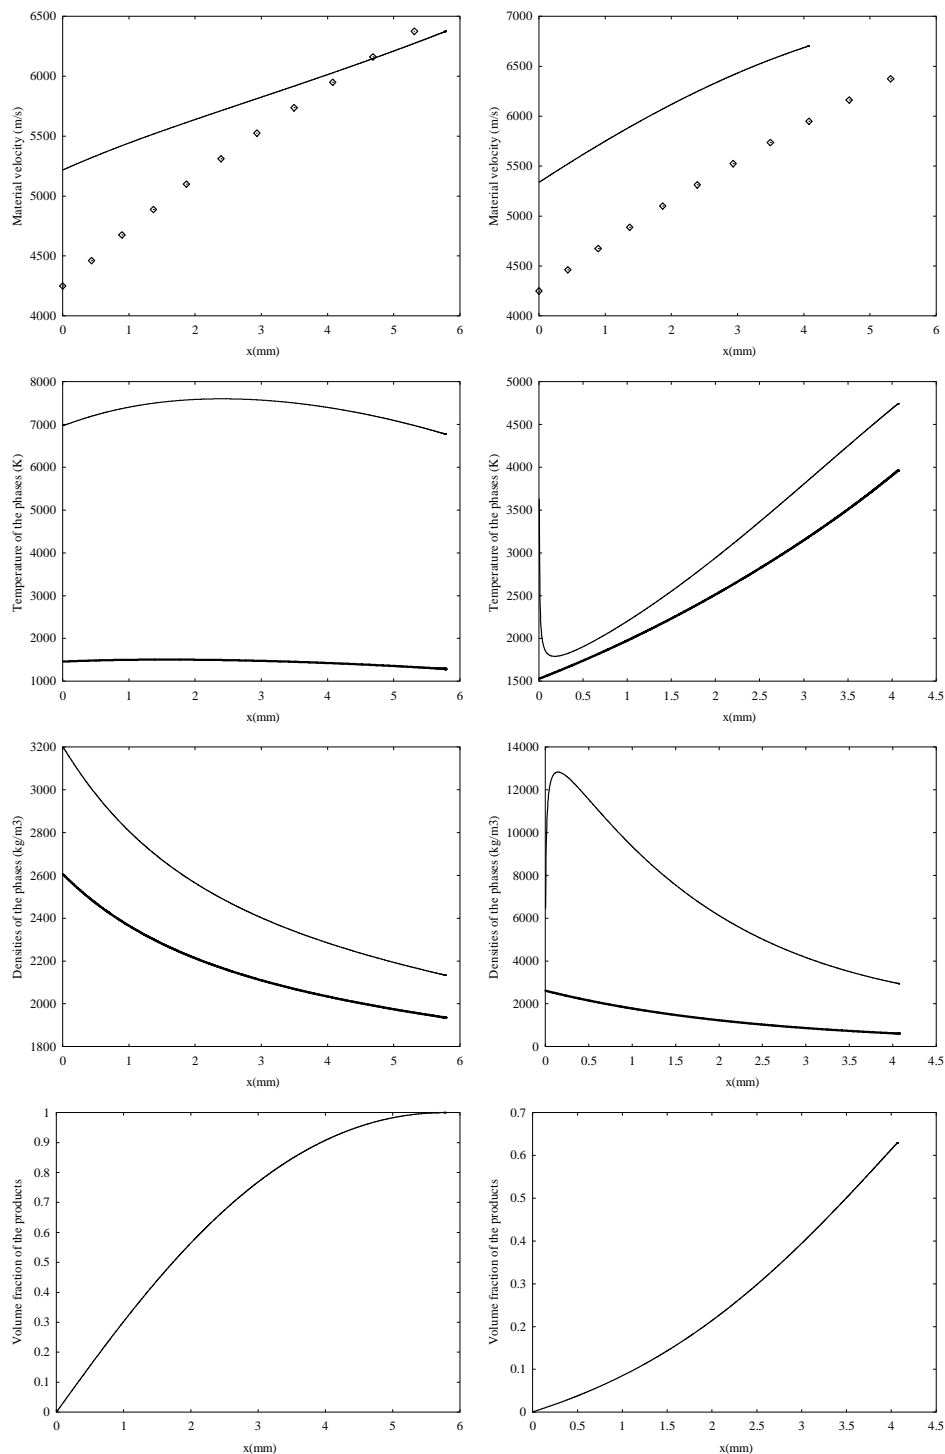 6500
6000
5500
5000
4500
4000
Material velocity (m/s)
0 1 2 3 4 5 6
x(mm)
7000
6500
6000
5500
5000
4500
4000
Material velocity (m/s)
0 1 2 3 4 5 6
x(mm)
8000
7000
6000
5000
4000
3000
2000
1000
Temperature of the phases (K)
0 1 2 3 4 5 6
x(mm)
5000
4500
4000
3500
3000
2500
2000
1500
Temperature of the phases (K)
0 0.5 1 1.5 2 2.5 3 3.5 4 4.5
x(mm)
3200
3000
2800
2600
2400
2200
2000
1800
Densities of the phases (kg/m3)
0 1 2 3 4 5 6
x(mm)
14000
12000
10000
8000
6000
4000
2000
0
Densities of the phases (kg/m3)
0 0.5 1 1.5 2 2.5 3 3.5 4 4.5
x(mm)
1
0.9
0.8
0.7
0.6
0.5
0.4
0.3
0.2
0.1
0
Volume fraction of the products
0 1 2 3 4 5 6
x(mm)
0.7
0.6
0.5
0.4
0.3
0.2
0.1
0
Volume fraction of the products
0 0.5 1 1.5 2 2.5 3 3.5 4 4.5
x(mm)